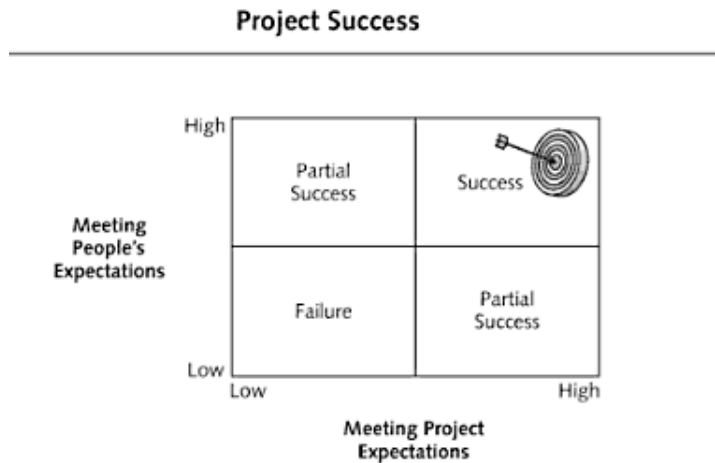 Project Success
High
Partial
Success
Success
Meeting
People's
Expectations
Failure
Partial
Success
Low
Low
High
Meeting Project
Expectations